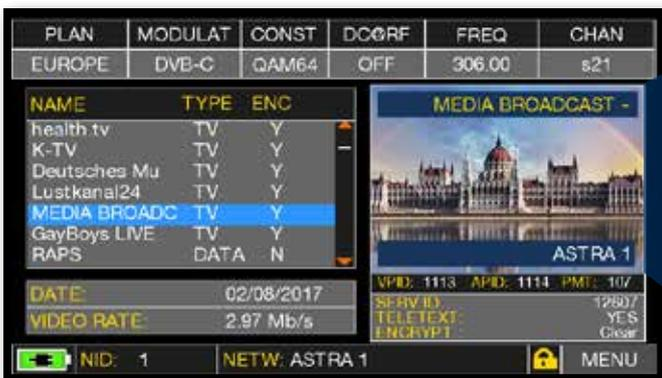 PLAN MODULAT CONST DC@RF FREQ CHAN
EUROPE DVB-C QAM64 OFF 306.00 s21
NAME TYPE ENC
health tv TV Y
K-TV TV Y
Deutsches Mu TV Y
Lustkanal24 TV Y
MEDIA BROADC TV Y
GayBoys LIVE TV Y
RAPS DATA N
MEDIA BROADCAST -
ASTRA 1
VPID: 1113 APID: 1114 PMT: 107
SERV ID: 12607
TELETEXT: YES
ENCRYPT Clear
DATE: 02/08/2017
VIDEO RATE: 2.97 Mb/s
NID: 1 NETW: ASTRA 1 MENU